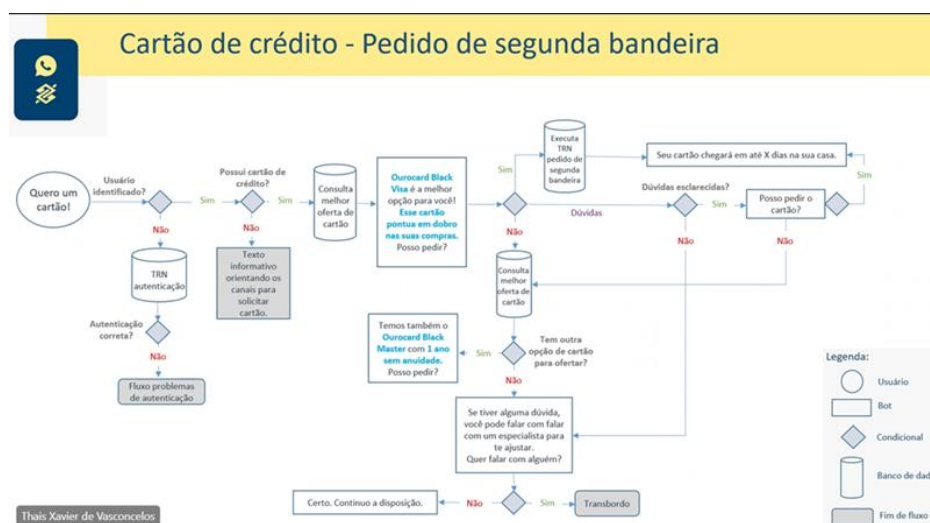 Cartão de crédito - Pedido de segunda bandeira
Quero um
cartão!
Usuário
identificado?
Sim
Não
TRN
autenticação
Autenticação
correta?
Não
Fluxo problemas
de autenticação
Possui cartão de
crédito?
Sim
Não
Texto
informativo
orientando os
canais para
solicitar
cartão.
Consulta
melhor
oferta de
cartão
Ourocard Black
Visa é a melhor
opção para você!
Esse cartão
pontua em dobro
nas suas compras.
Posso pedir?
Sim
Executa
TRN
pedido de
segunda
bandeira
Seu cartão chegará em até X dias na sua casa.
Dúvidas
Dúvidas esclarecidas?
Sim
Não
Posso pedir
o cartão?
Sim
Não
Não
Consulta
melhor
oferta de
cartão
Tem outra
opção de cartão
para ofertar?
Sim
Temos também o
Ourocard Black
Master com 1 ano
sem anuidade.
Posso pedir?
Não
Se tiver alguma dúvida,
você pode falar com falar
com um especialista para
te ajustar.
Quer falar com alguém?
Não
Certo. Continuo a disposição.
Sim
Transbordo
Legenda:
Usuário
Bot
Condicional
Banco de dad
Fim de fluxo
Thais Xavier de Vasconcelos